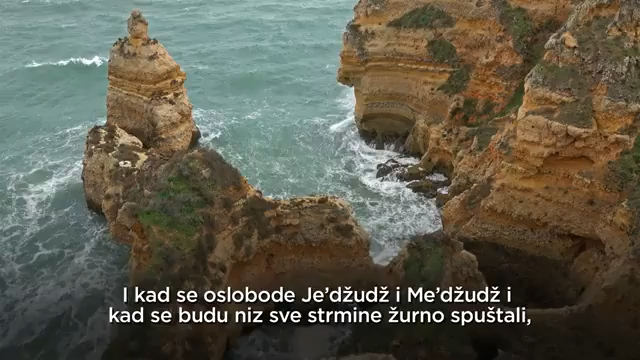 I kad se oslobode Je’džudž i Me’džudž i
kad se budu niz sve strmine žurno spuštali,